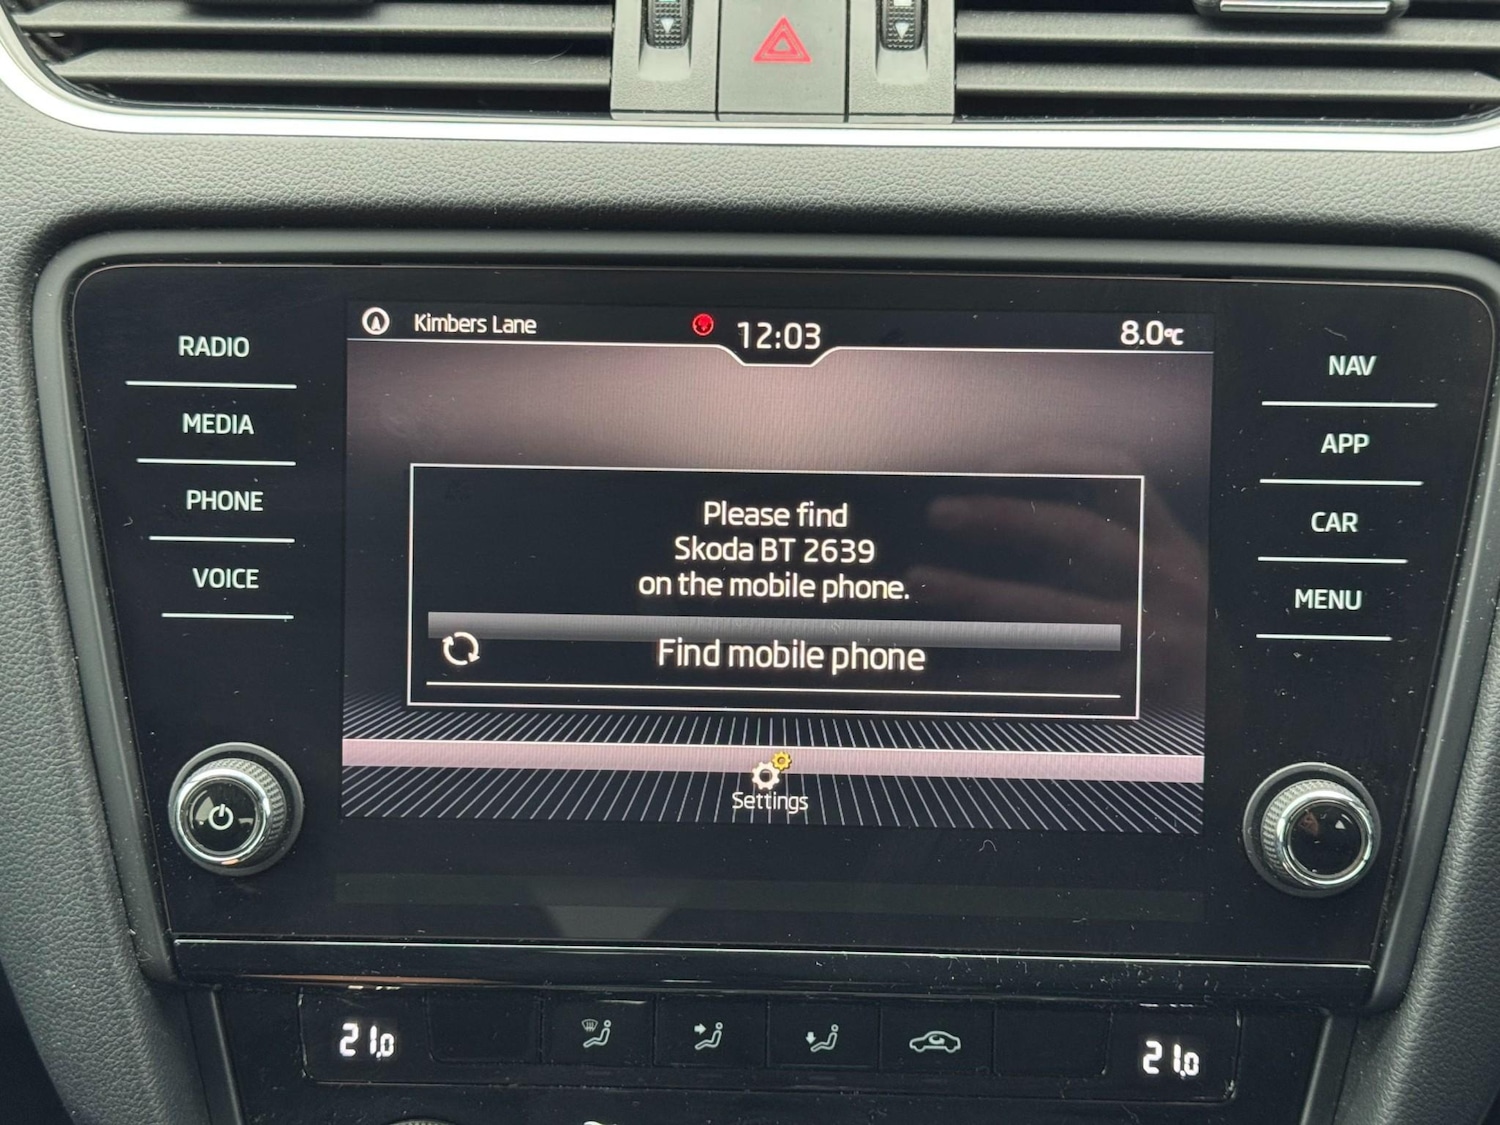 Kimbers Lane
12:03
8.0°C
RADIO
MEDIA
PHONE
VOICE
NAV
APP
CAR
MENU
Please find
Skoda BT 2639
on the mobile phone.
Find mobile phone
Settings
21.0
21.0